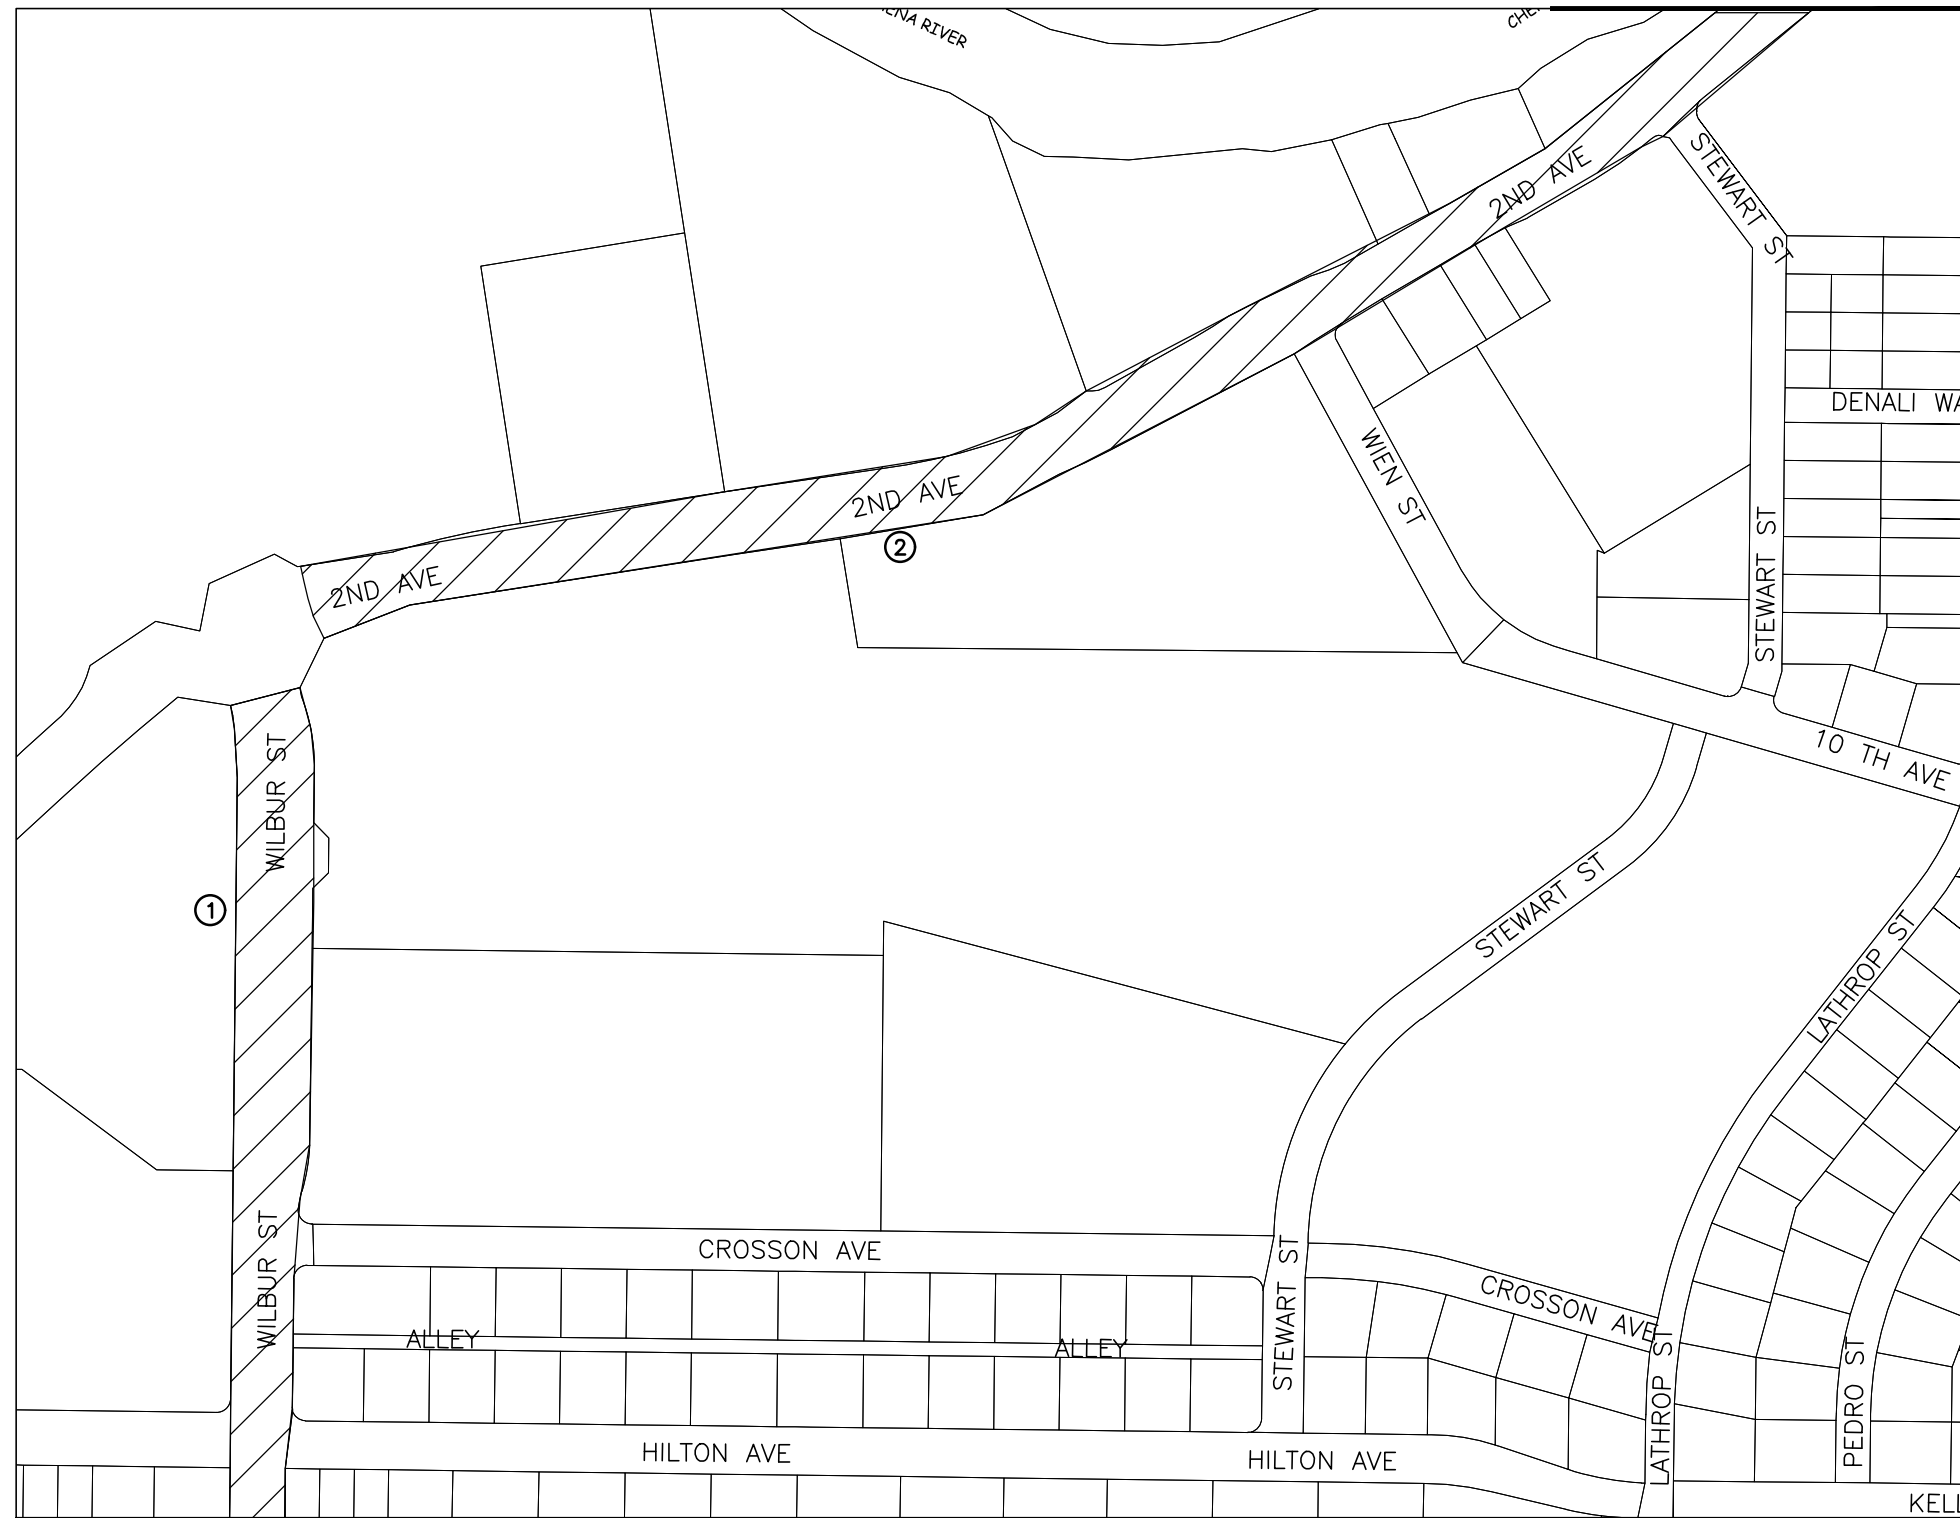 RIVER
2ND AVE
STEWART ST
DENALI
2ND AVE
WIEN ST
②
2ND AVE
STEWART ST
10 TH AVE
WILBUR ST
STEWART ST
①
LATHROP ST
WILBUR ST
CROSSON AVE
STEWART ST
CROSSON AVE
ALLEY
ALLEY
LATHROP ST
PEDRO ST
HILTON AVE
HILTON AVE